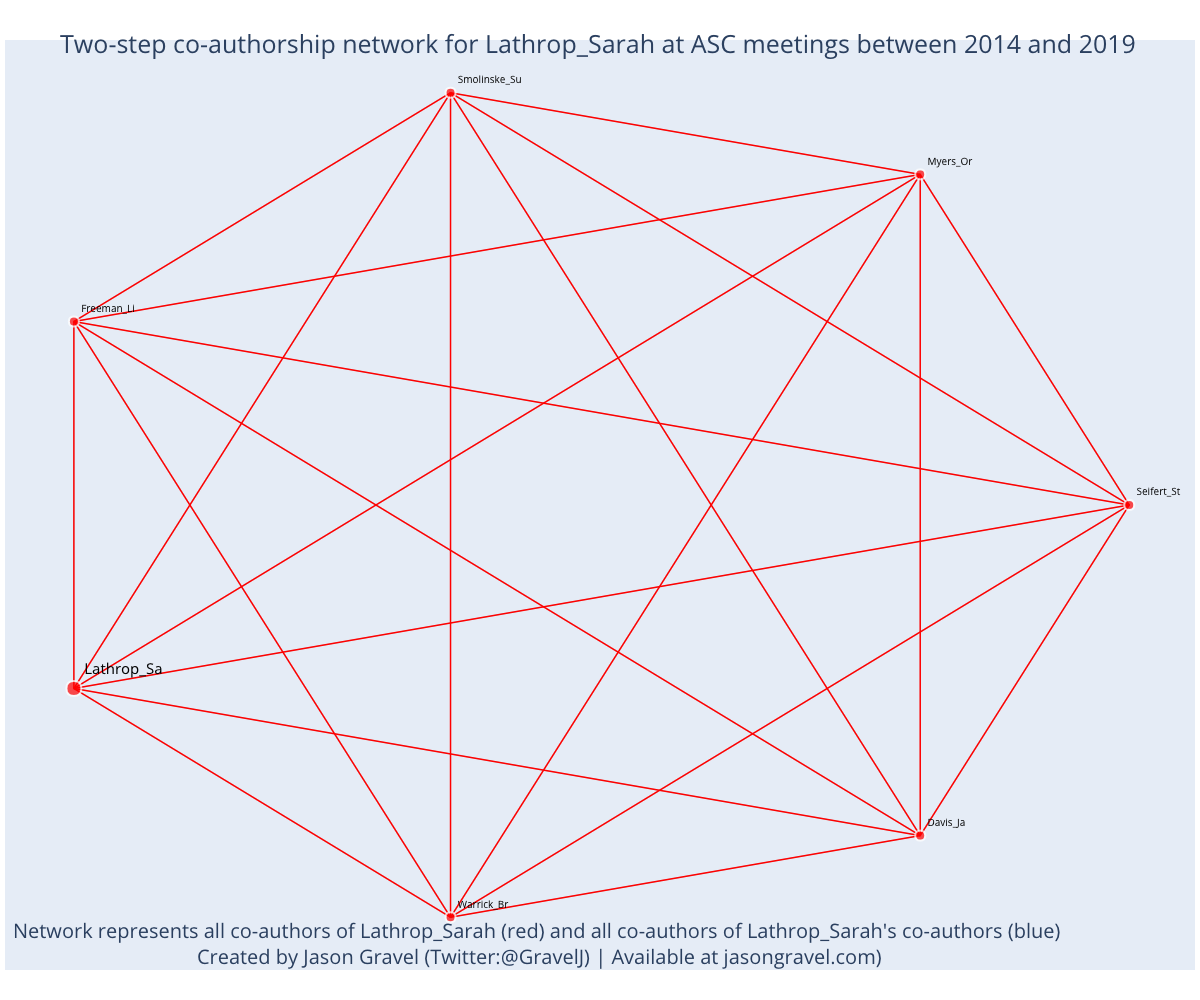 Two-step co-authorship network for Lathrop_Sarah at ASC meetings between 2014 and 2019
Smolinske_Su
Myers_Or
Freeman_Li
Seifert_St
Lathrop_Sa
Davis_Ja
Warrick_Br
Network represents all co-authors of Lathrop_Sarah (red) and all co-authors of Lathrop_Sarah's co-authors (blue)
Created by Jason Gravel (Twitter:@GravelJ) | Available at jasongravel.com)